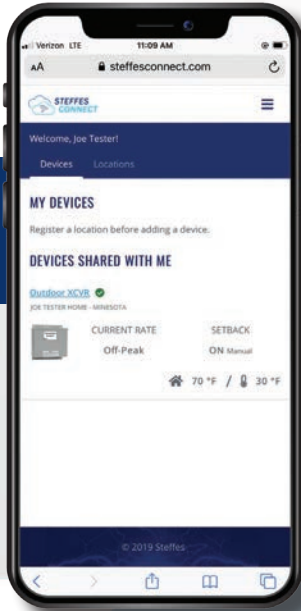 Verizon LTE 11:09 AM
AA steffesconnect.com
STEFFES
CONNECT
Welcome, Joe Tester!
Devices Locations
MY DEVICES
Register a location before adding a device.
DEVICES SHARED WITH ME
Outdoor XCVR
JOE TESTER HOME - MINNESOTA
CURRENT RATE SETBACK
Off-Peak ON Manual
70 °F / 30 °F
© 2019 Steffes